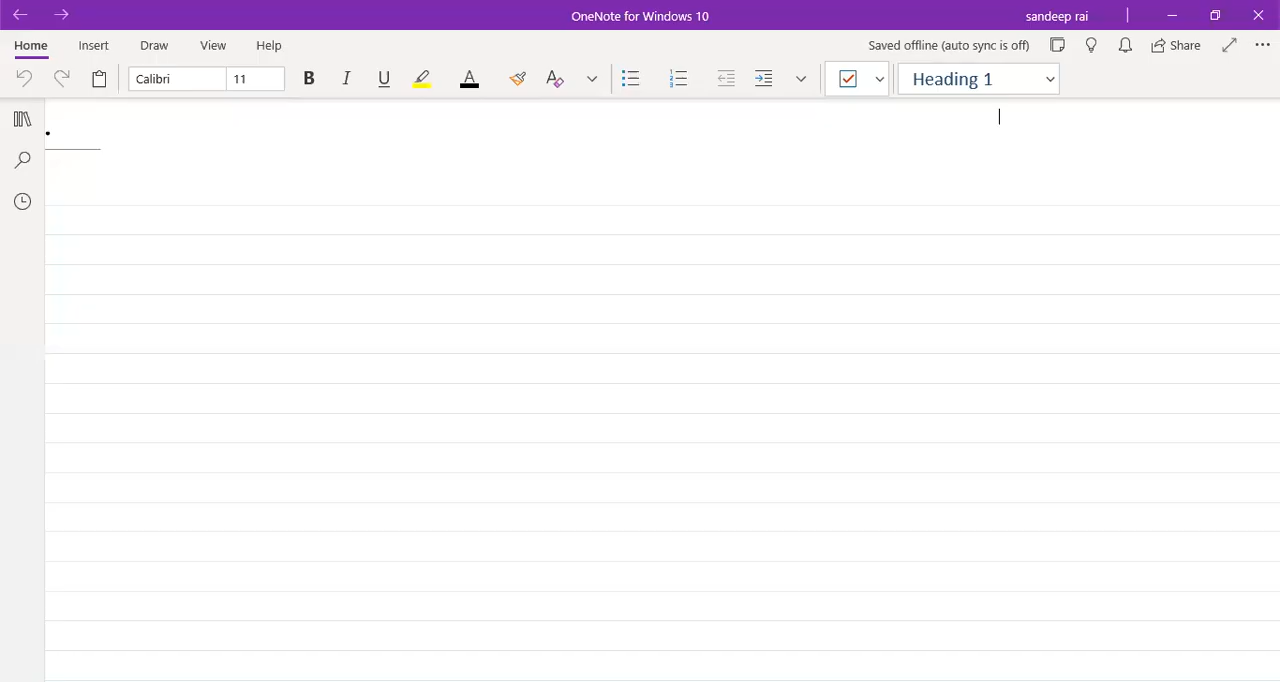 OneNote for Windows 10
sandeep rai
Home Insert Draw View Help
Saved offline (auto sync is off)
Share
Calibri
11
B I U A
Heading 1
.